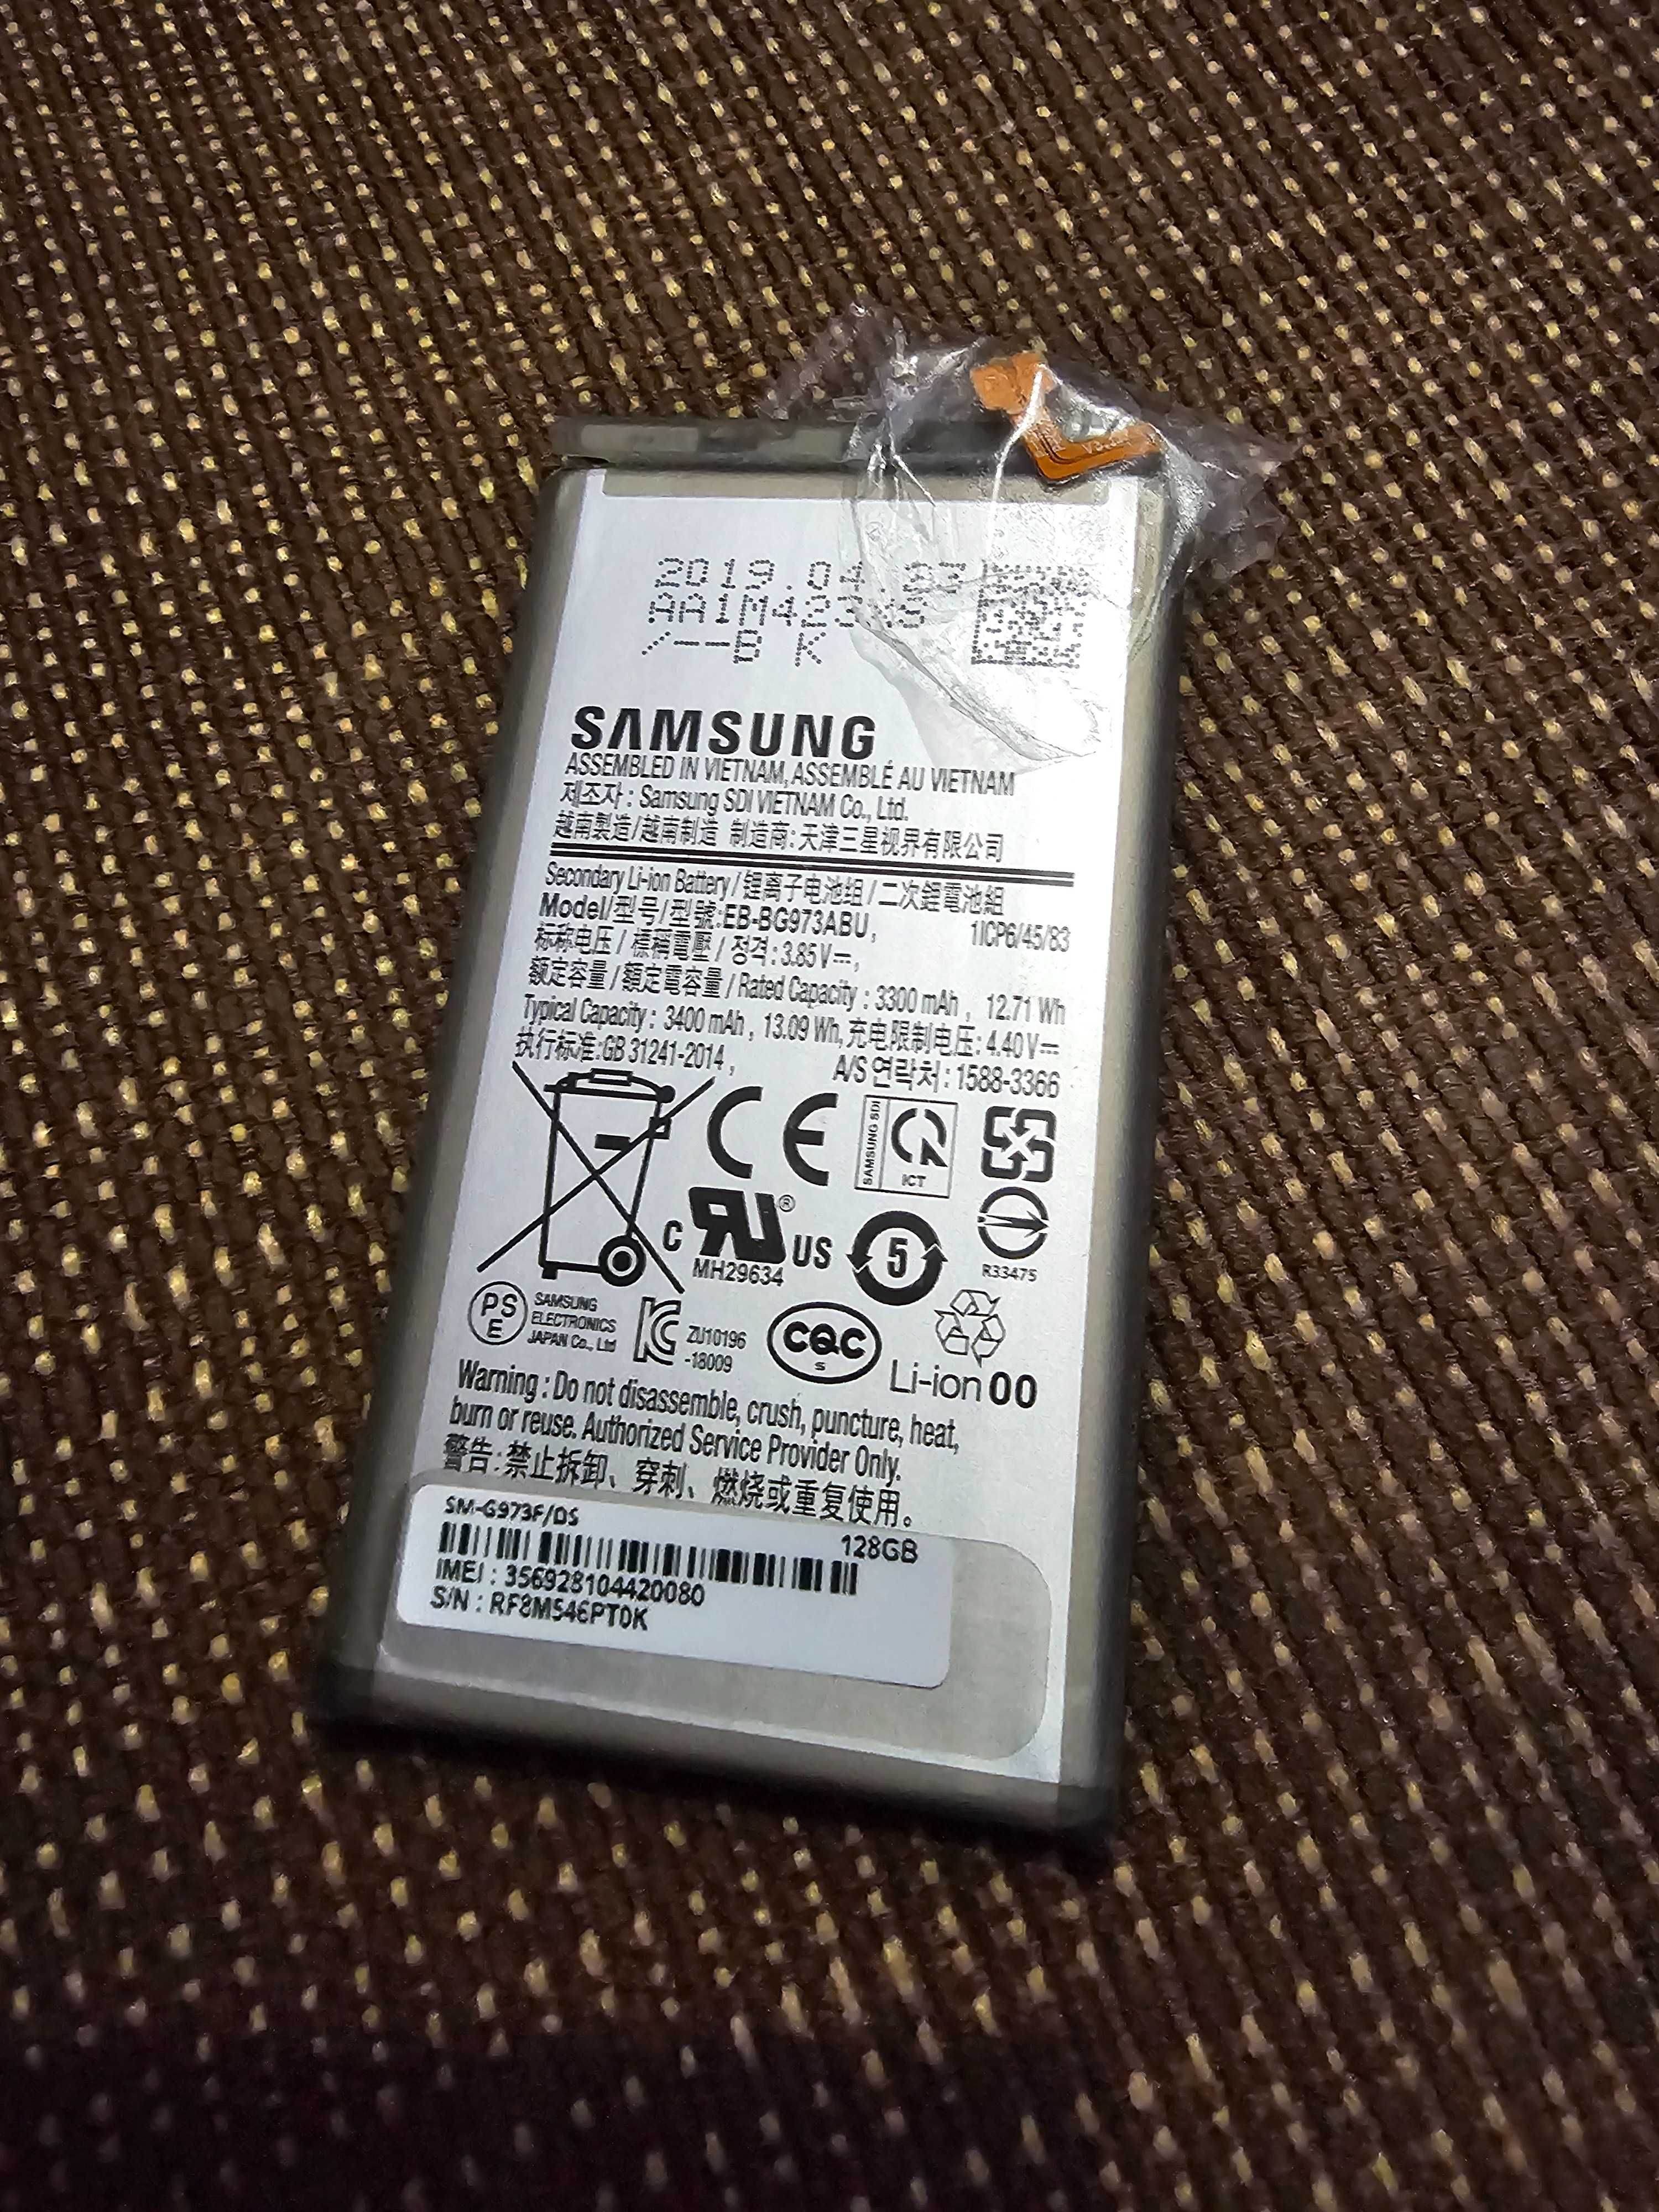 2019.04
AA1M423
/--B K
SAMSUNG
ASSEMBLED IN VIETNAM, ASSEMBLÉ AU VIETNAM
제조자 : Samsung SDI VIETNAM Co., Ltd.
越南製造/越南制造 制造商: 天津三星视界有限公司
Secondary Li-ion Battery / 锂离子电池组 / 二次鋰電池組
Model/型号/型號:EB-BG973ABU, 1ICP6/45/83
标称电压 / 標稱電壓 / 정격 : 3.85 V⎓,
额定容量 / 額定電容量 / Rated Capacity : 3300 mAh , 12.71 Wh
Typical Capacity : 3400 mAh , 13.09 Wh, 充电限制电压: 4.40 V⎓
执行标准:GB 31241-2014 , A/S 연락처 : 1588-3366
CE SAMSUNG SDI ICT
C RU ® US 5
MH29634 R33475
PSE SAMSUNG
ELECTRONICS
JAPAN Co., Ltd
KC ZU10196
-18009
CQC
S
Li-ion 00
Warning : Do not disassemble, crush, puncture, heat,
burn or reuse. Authorized Service Provider Only.
警告:禁止拆卸、穿刺、燃烧或重复使用。
SM-G973F/DS 128GB
IMEI : 356928104420080
S/N : RF8M546PT0K